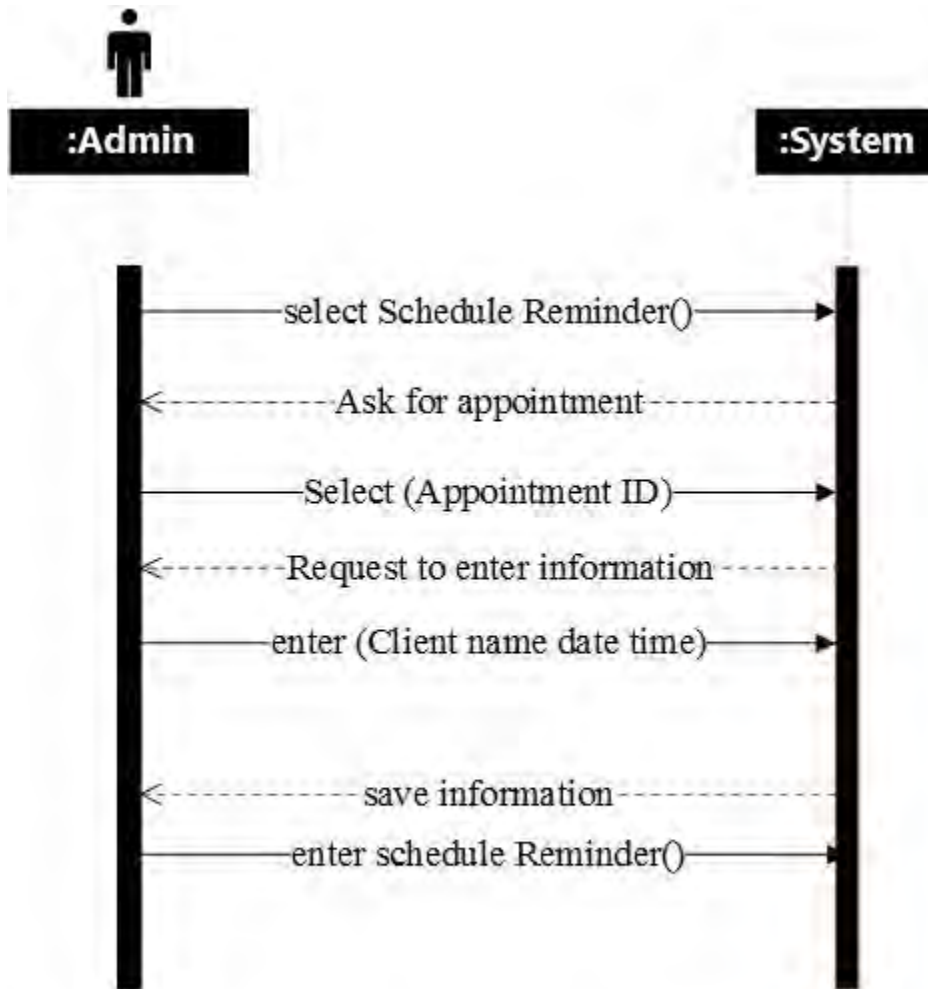 :Admin
:System
select Schedule Reminder()
Ask for appointment
Select (Appointment ID)
Request to enter information
enter (Client name date time)
save information
enter schedule Reminder()